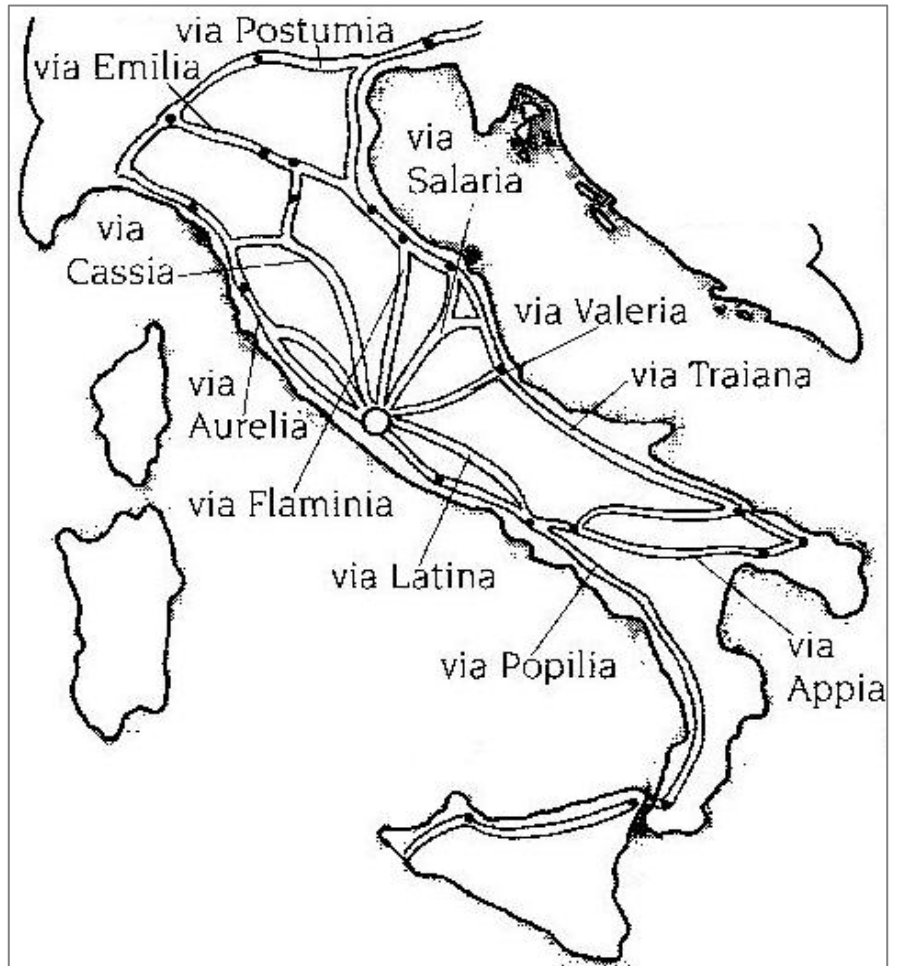 via Postumia
via Emilia
via
Salaria
via
Cassia
via Valeria
via Traiana
via
Aurelia
via Flaminia
via Latina
via Popilia
via
Appia